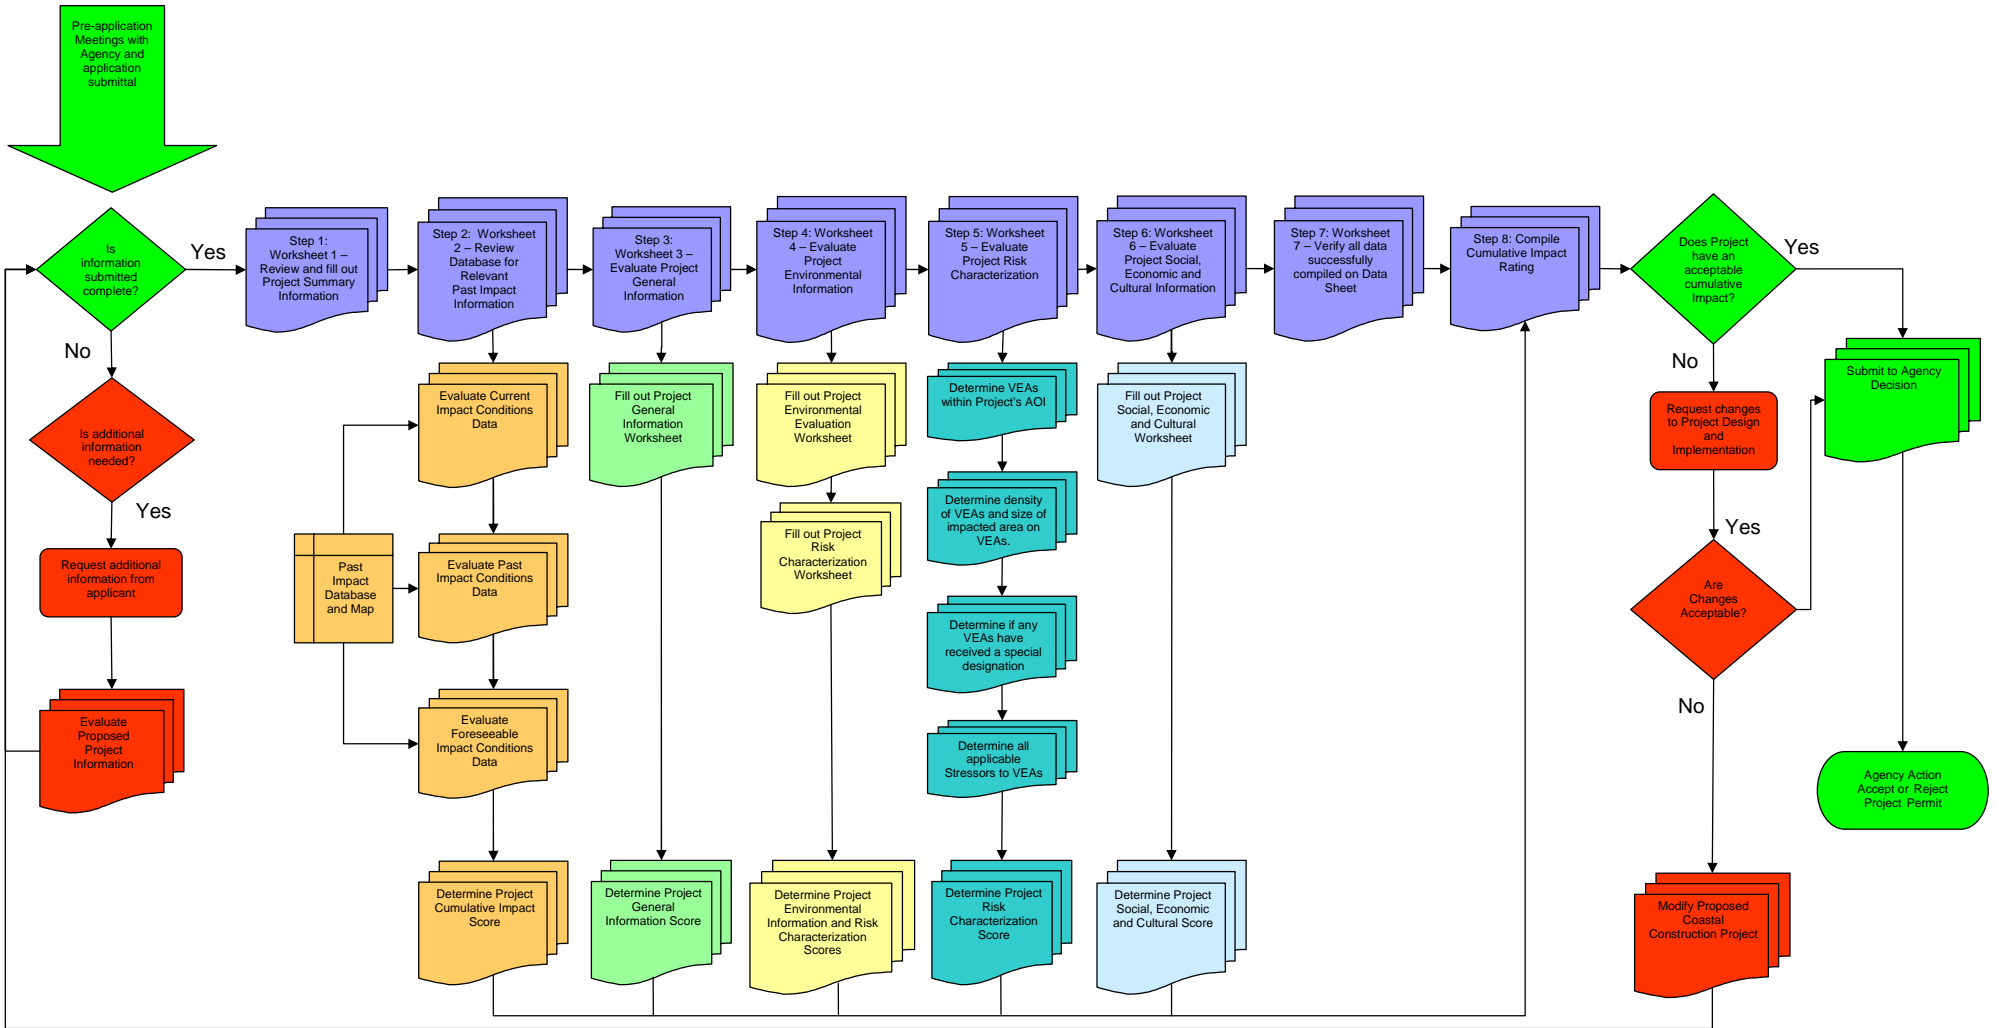 Pre-application
Meetings with
Agency and
application
submittal
Is
information
submitted
complete?
Yes
No
Is additional
information
needed?
Yes
Request additional
information from
applicant
Evaluate
Proposed
Project
Information
Step 1:
Worksheet 1 –
Review and fill out
Project Summary
Information
Step 2: Worksheet
2 – Review
Database for
Relevant
Past Impact
Information
Evaluate Current
Impact Conditions
Data
Past
Impact
Database
and Map
Evaluate Past
Impact Conditions
Data
Evaluate
Foreseeable
Impact Conditions
Data
Determine Project
Cumulative Impact
Score
Step 3:
Worksheet 3 –
Evaluate Project
General
Information
Fill out Project
General
Information
Worksheet
Determine Project
General
Information Score
Step 4: Worksheet
4 – Evaluate
Project
Environmental
Information
Fill out Project
Environmental
Evaluation
Worksheet
Fill out Project
Risk
Characterization
Worksheet
Determine Project
Environmental
Information and Risk
Characterization
Scores
Step 5: Worksheet
5 – Evaluate
Project Risk
Characterization
Determine VEAs
within Project's AOI
Determine density
of VEAs and size of
impacted area on
VEAs.
Determine if any
VEAs have
received a special
designation
Determine all
applicable
Stressors to VEAs
Determine Project
Risk
Characterization
Score
Step 6: Worksheet
6 – Evaluate
Project Social,
Economic and
Cultural Information
Fill out Project
Social, Economic
and Cultural
Worksheet
Determine Project
Social, Economic
and Cultural Score
Step 7: Worksheet
7 – Verify all data
successfully
compiled on Data
Sheet
Step 8: Compile
Cumulative Impact
Rating
Does Project
have an
acceptable
cumulative
Impact?
Yes
No
Request changes
to Project Design
and
Implementation
Yes
Are
Changes
Acceptable?
No
Modify Proposed
Coastal
Construction Project
Submit to Agency
Decision
Agency Action
Accept or Reject
Project Permit